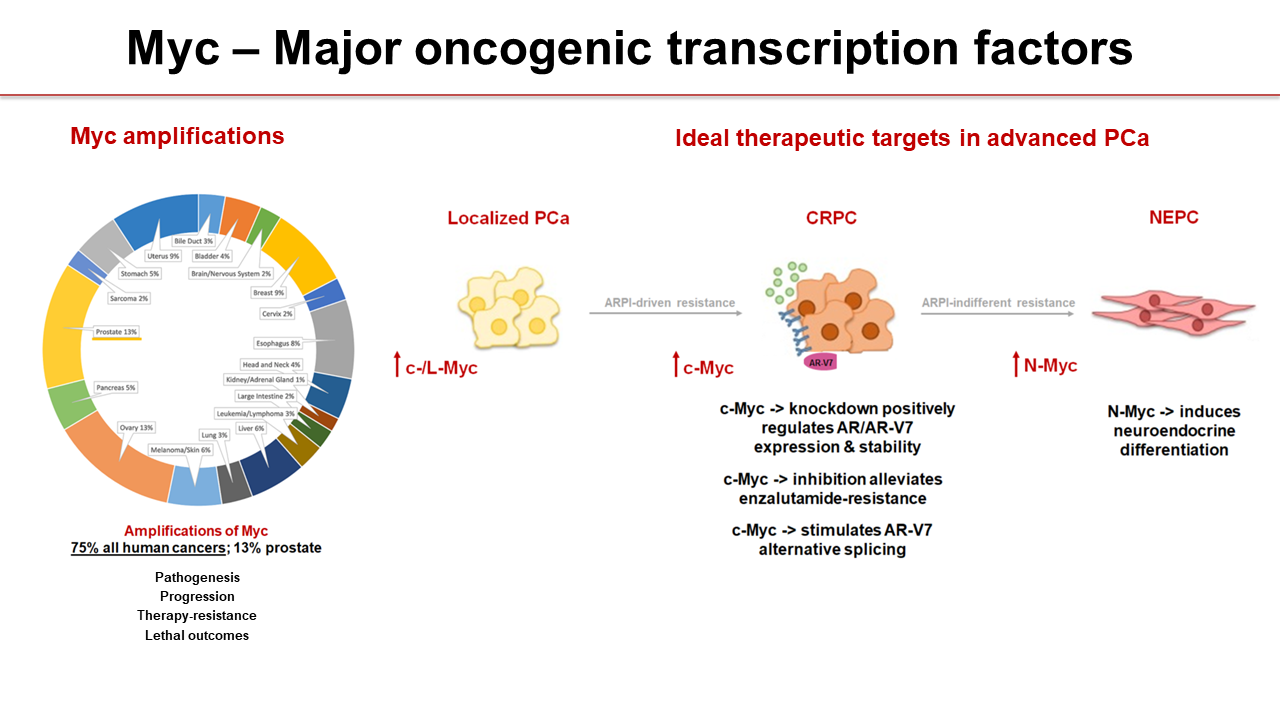 Myc – Major oncogenic transcription factors
Myc amplifications
Bile Duct 3%
Uterus 9%
Bladder 4%
Stomach 5%
Brain/Nervous System 2%
Sarcoma 2%
Breast 9%
Cervix 2%
Prostate 13%
Esophagus 8%
Head and Neck 4%
Kidney/Adrenal Gland 1%
Pancreas 5%
Large Intestine 2%
Leukemia/Lymphoma 3%
Ovary 13%
Liver 6%
Lung 3%
Melanoma/Skin 6%
Amplifications of Myc
75% all human cancers; 13% prostate
Pathogenesis
Progression
Therapy-resistance
Lethal outcomes
Ideal therapeutic targets in advanced PCa
Localized PCa
c-/L-Myc
ARPI-driven resistance
CRPC
AR-V7
c-Myc
c-Myc -> knockdown positively
regulates AR/AR-V7
expression & stability
c-Myc -> inhibition alleviates
enzalutamide-resistance
c-Myc -> stimulates AR-V7
alternative splicing
ARPI-indifferent resistance
NEPC
N-Myc
N-Myc -> induces
neuroendocrine
differentiation